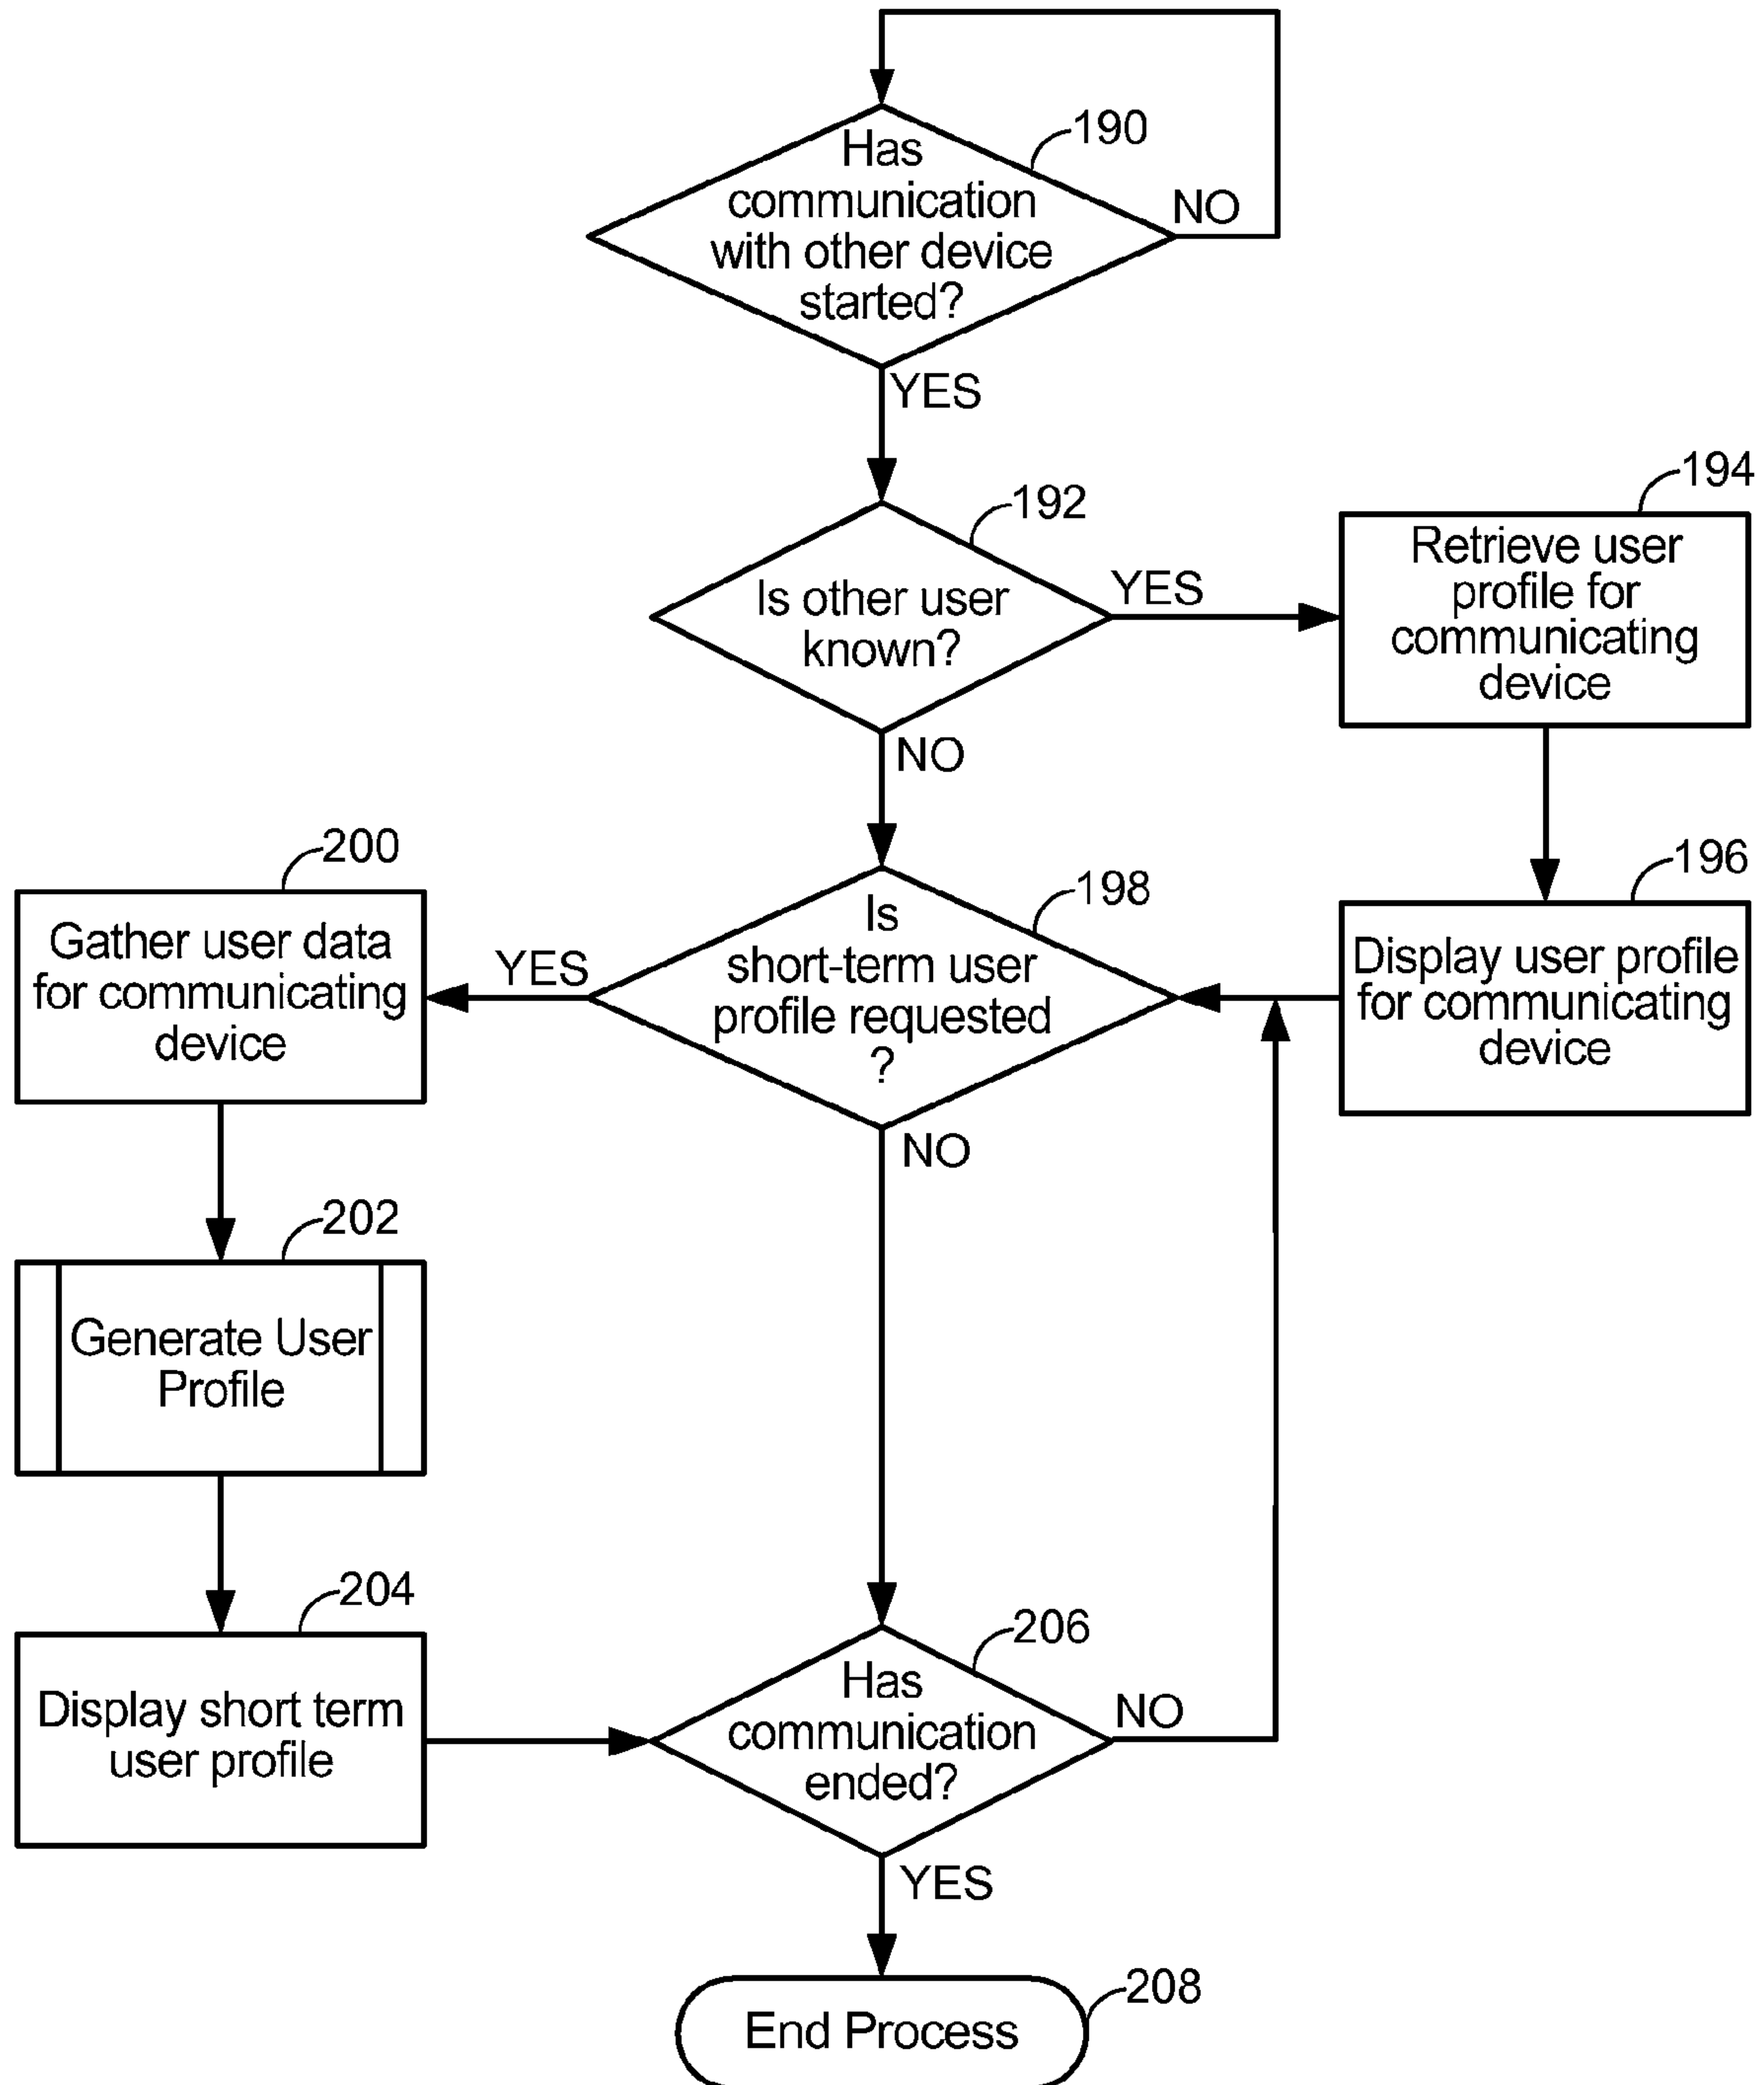 190
Has
communication
with other device
started?
NO
YES
192
Is other user
known?
YES
NO
194
Retrieve user
profile for
communicating
device
196
Display user profile
for communicating
device
198
Is
short-term user
profile requested
?
YES
NO
200
Gather user data
for communicating
device
202
Generate User
Profile
204
Display short term
user profile
206
Has
communication
ended?
NO
YES
208
End Process